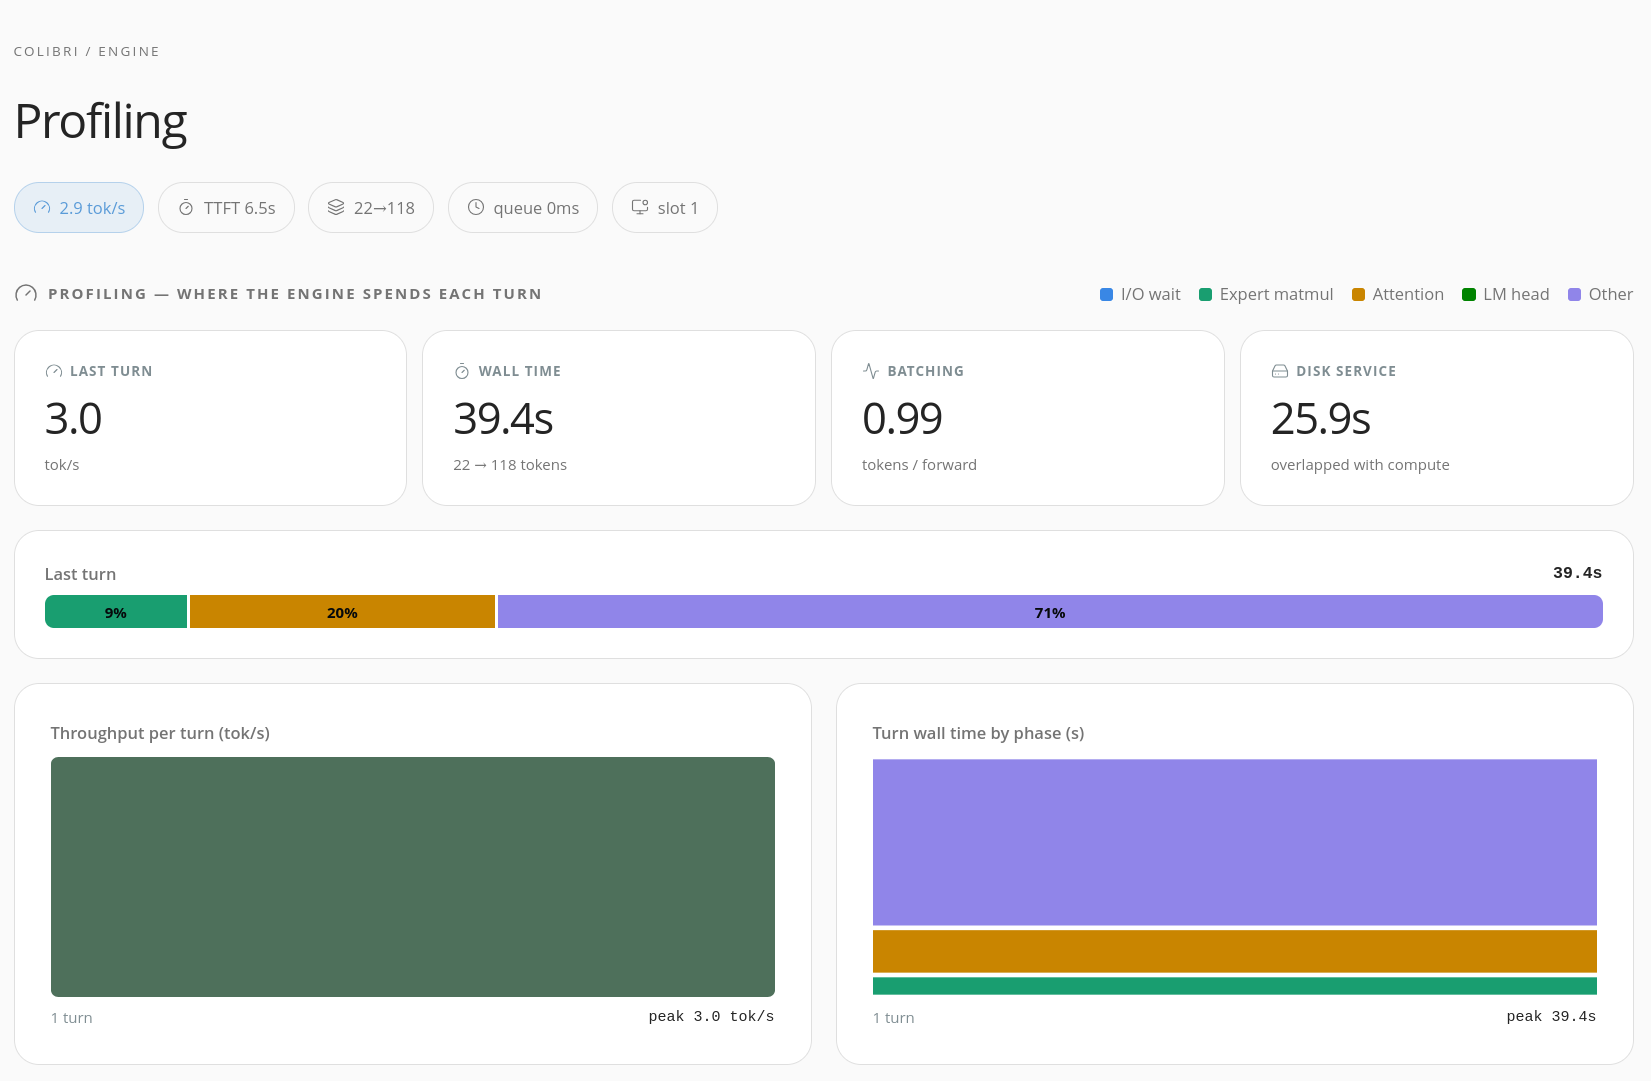 COLIBRI / ENGINE
Profiling
2.9 tok/s
TTFT 6.5s
22→118
queue 0ms
slot 1
PROFILING — WHERE THE ENGINE SPENDS EACH TURN
I/O wait
Expert matmul
Attention
LM head
Other
LAST TURN
3.0
tok/s
WALL TIME
39.4s
22 → 118 tokens
BATCHING
0.99
tokens / forward
DISK SERVICE
25.9s
overlapped with compute
Last turn
39.4s
9%
20%
71%
Throughput per turn (tok/s)
1 turn
peak 3.0 tok/s
Turn wall time by phase (s)
1 turn
peak 39.4s